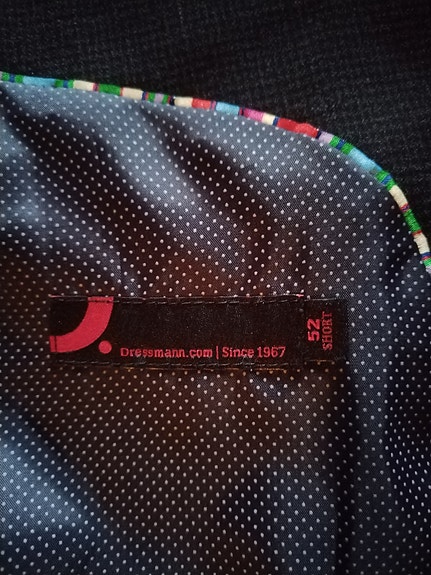 Dressmann.com | Since 1967
52
SHORT